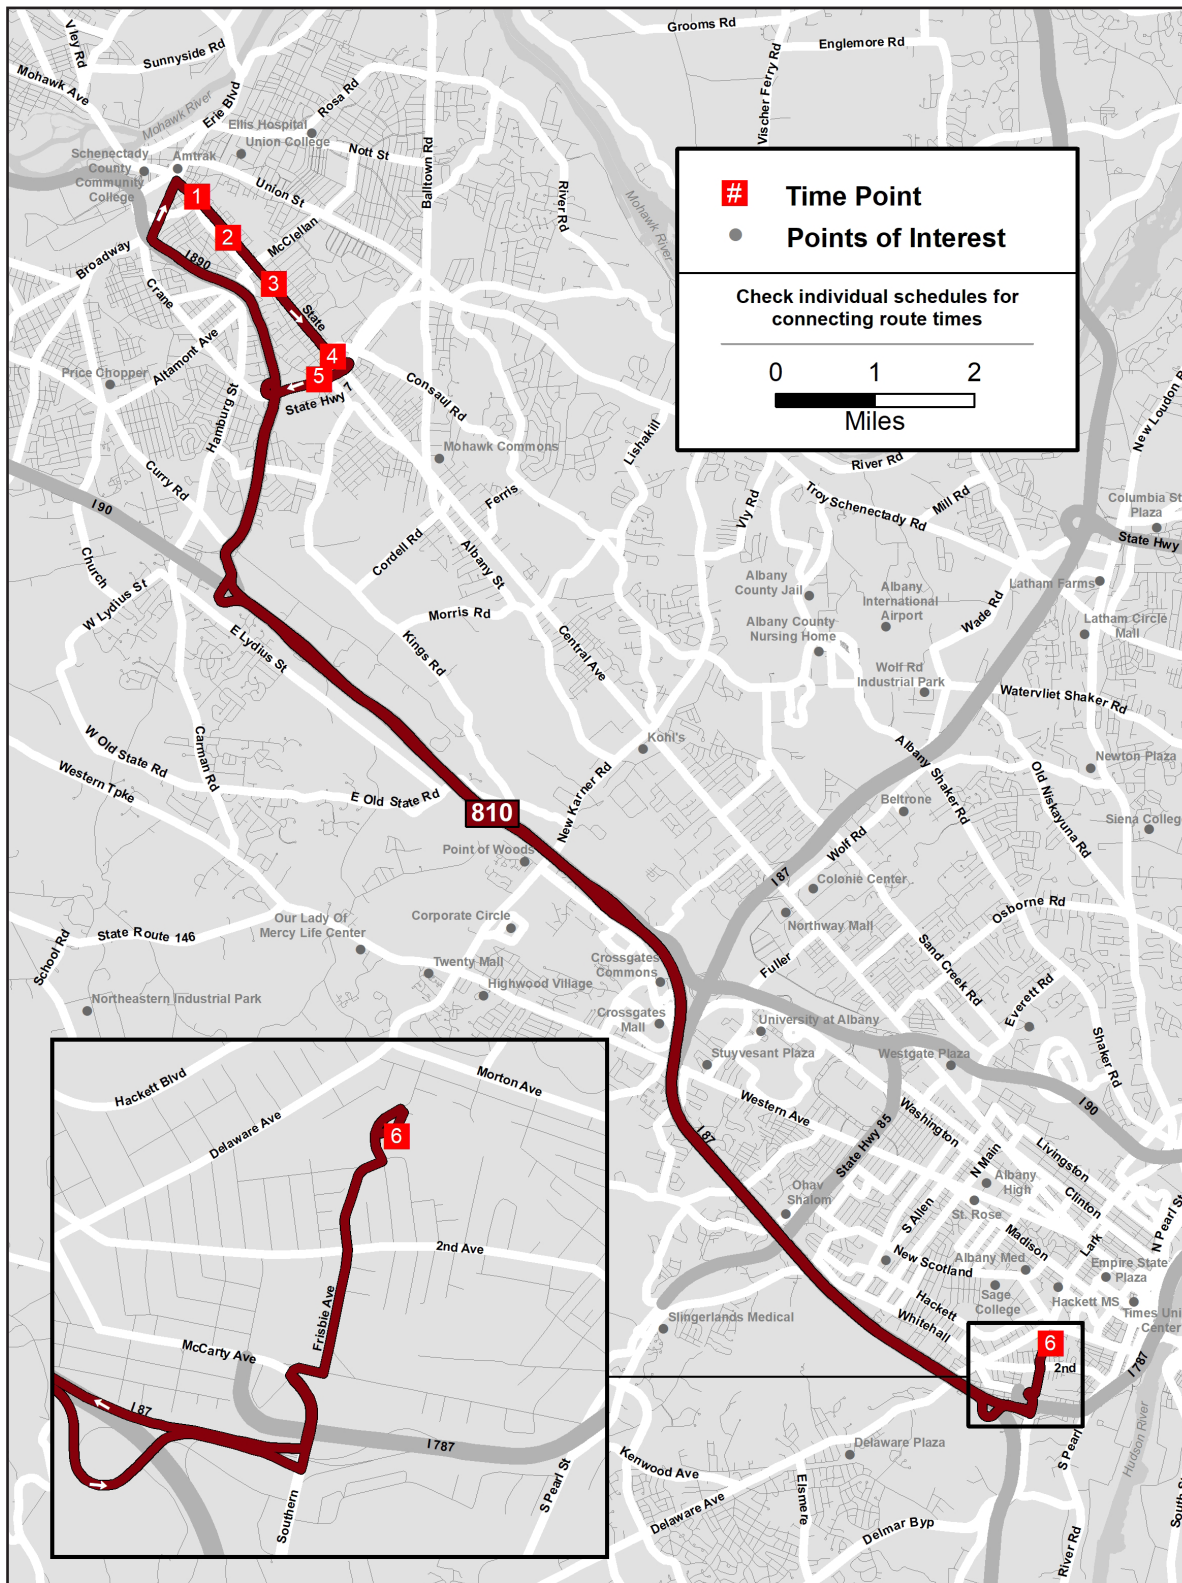 Grooms Rd
Vley Rd
Sunnyside Rd
Englemore Rd
Mohawk Ave
Vischer Ferry Rd
Mohawk River
Erie Blvd
Rosa Rd
Ellis Hospital
Union College
Nott St
Balltown Rd
Schenectady
County
Community
College
Amtrak
Union St
River Rd
Mohawk River
1
2
3
4
5
McClellan
State
Broadway
I 890
Crane
Altamont Ave
Price Chopper
Hamburg St
State Hwy 7
Consaul Rd
Mohawk Commons
Lishakill
#
Time Point
Points of Interest
Check individual schedules for
connecting route times
0 1 2
Miles
New Loudon R
River Rd
Troy Schenectady Rd
Mill Rd
Vly Rd
Columbia St
Plaza
State Hwy
Curry Rd
I 90
Ferris
Cordell Rd
Albany St
Church
W Lydius St
E Lydius St
Morris Rd
Kings Rd
Central Ave
Albany
County Jail
Albany
International
Airport
Latham Farms
Wade Rd
Albany County
Nursing Home
Latham Circle
Mall
Wolf Rd
Industrial Park
Watervliet Shaker Rd
W Old State Rd
Carman Rd
Western Tpke
E Old State Rd
Kohl's
Albany Shaker Rd
Newton Plaza
Old Niskayuna Rd
Beltrone
Siena Colleg
810
New Karner Rd
Point of Woods
Wolf Rd
I 87
Colonie Center
Northway Mall
Osborne Rd
Our Lady Of
Mercy Life Center
Corporate Circle
State Route 146
School Rd
Twenty Mall
Highwood Village
Northeastern Industrial Park
Crossgates
Commons
Crossgates
Mall
Fuller
Sand Creek Rd
Everett Rd
University at Albany
Stuyvesant Plaza
Westgate Plaza
Shaker Rd
I 90
Western Ave
Washington
State Hwy 85
I 87
N Main
Livingston
Albany
High
Clinton
St. Rose
Ohav
Shalom
S Allen
Madison
Lark
N Pearl St
New Scotland
Albany Med
Empire State
Plaza
Sage
College
Hackett MS
Times Uni
Center
Hackett
Whitehall
Slingerlands Medical
6
2nd
I 787
S Pearl
Hudson River
Delaware Plaza
Kenwood Ave
Delaware Ave
Elsmere
Delmar Byp
River Rd
South St
Hackett Blvd
Morton Ave
Delaware Ave
6
2nd Ave
Frisbie Ave
McCarty Ave
I 87
I 787
Southern
S Pearl St